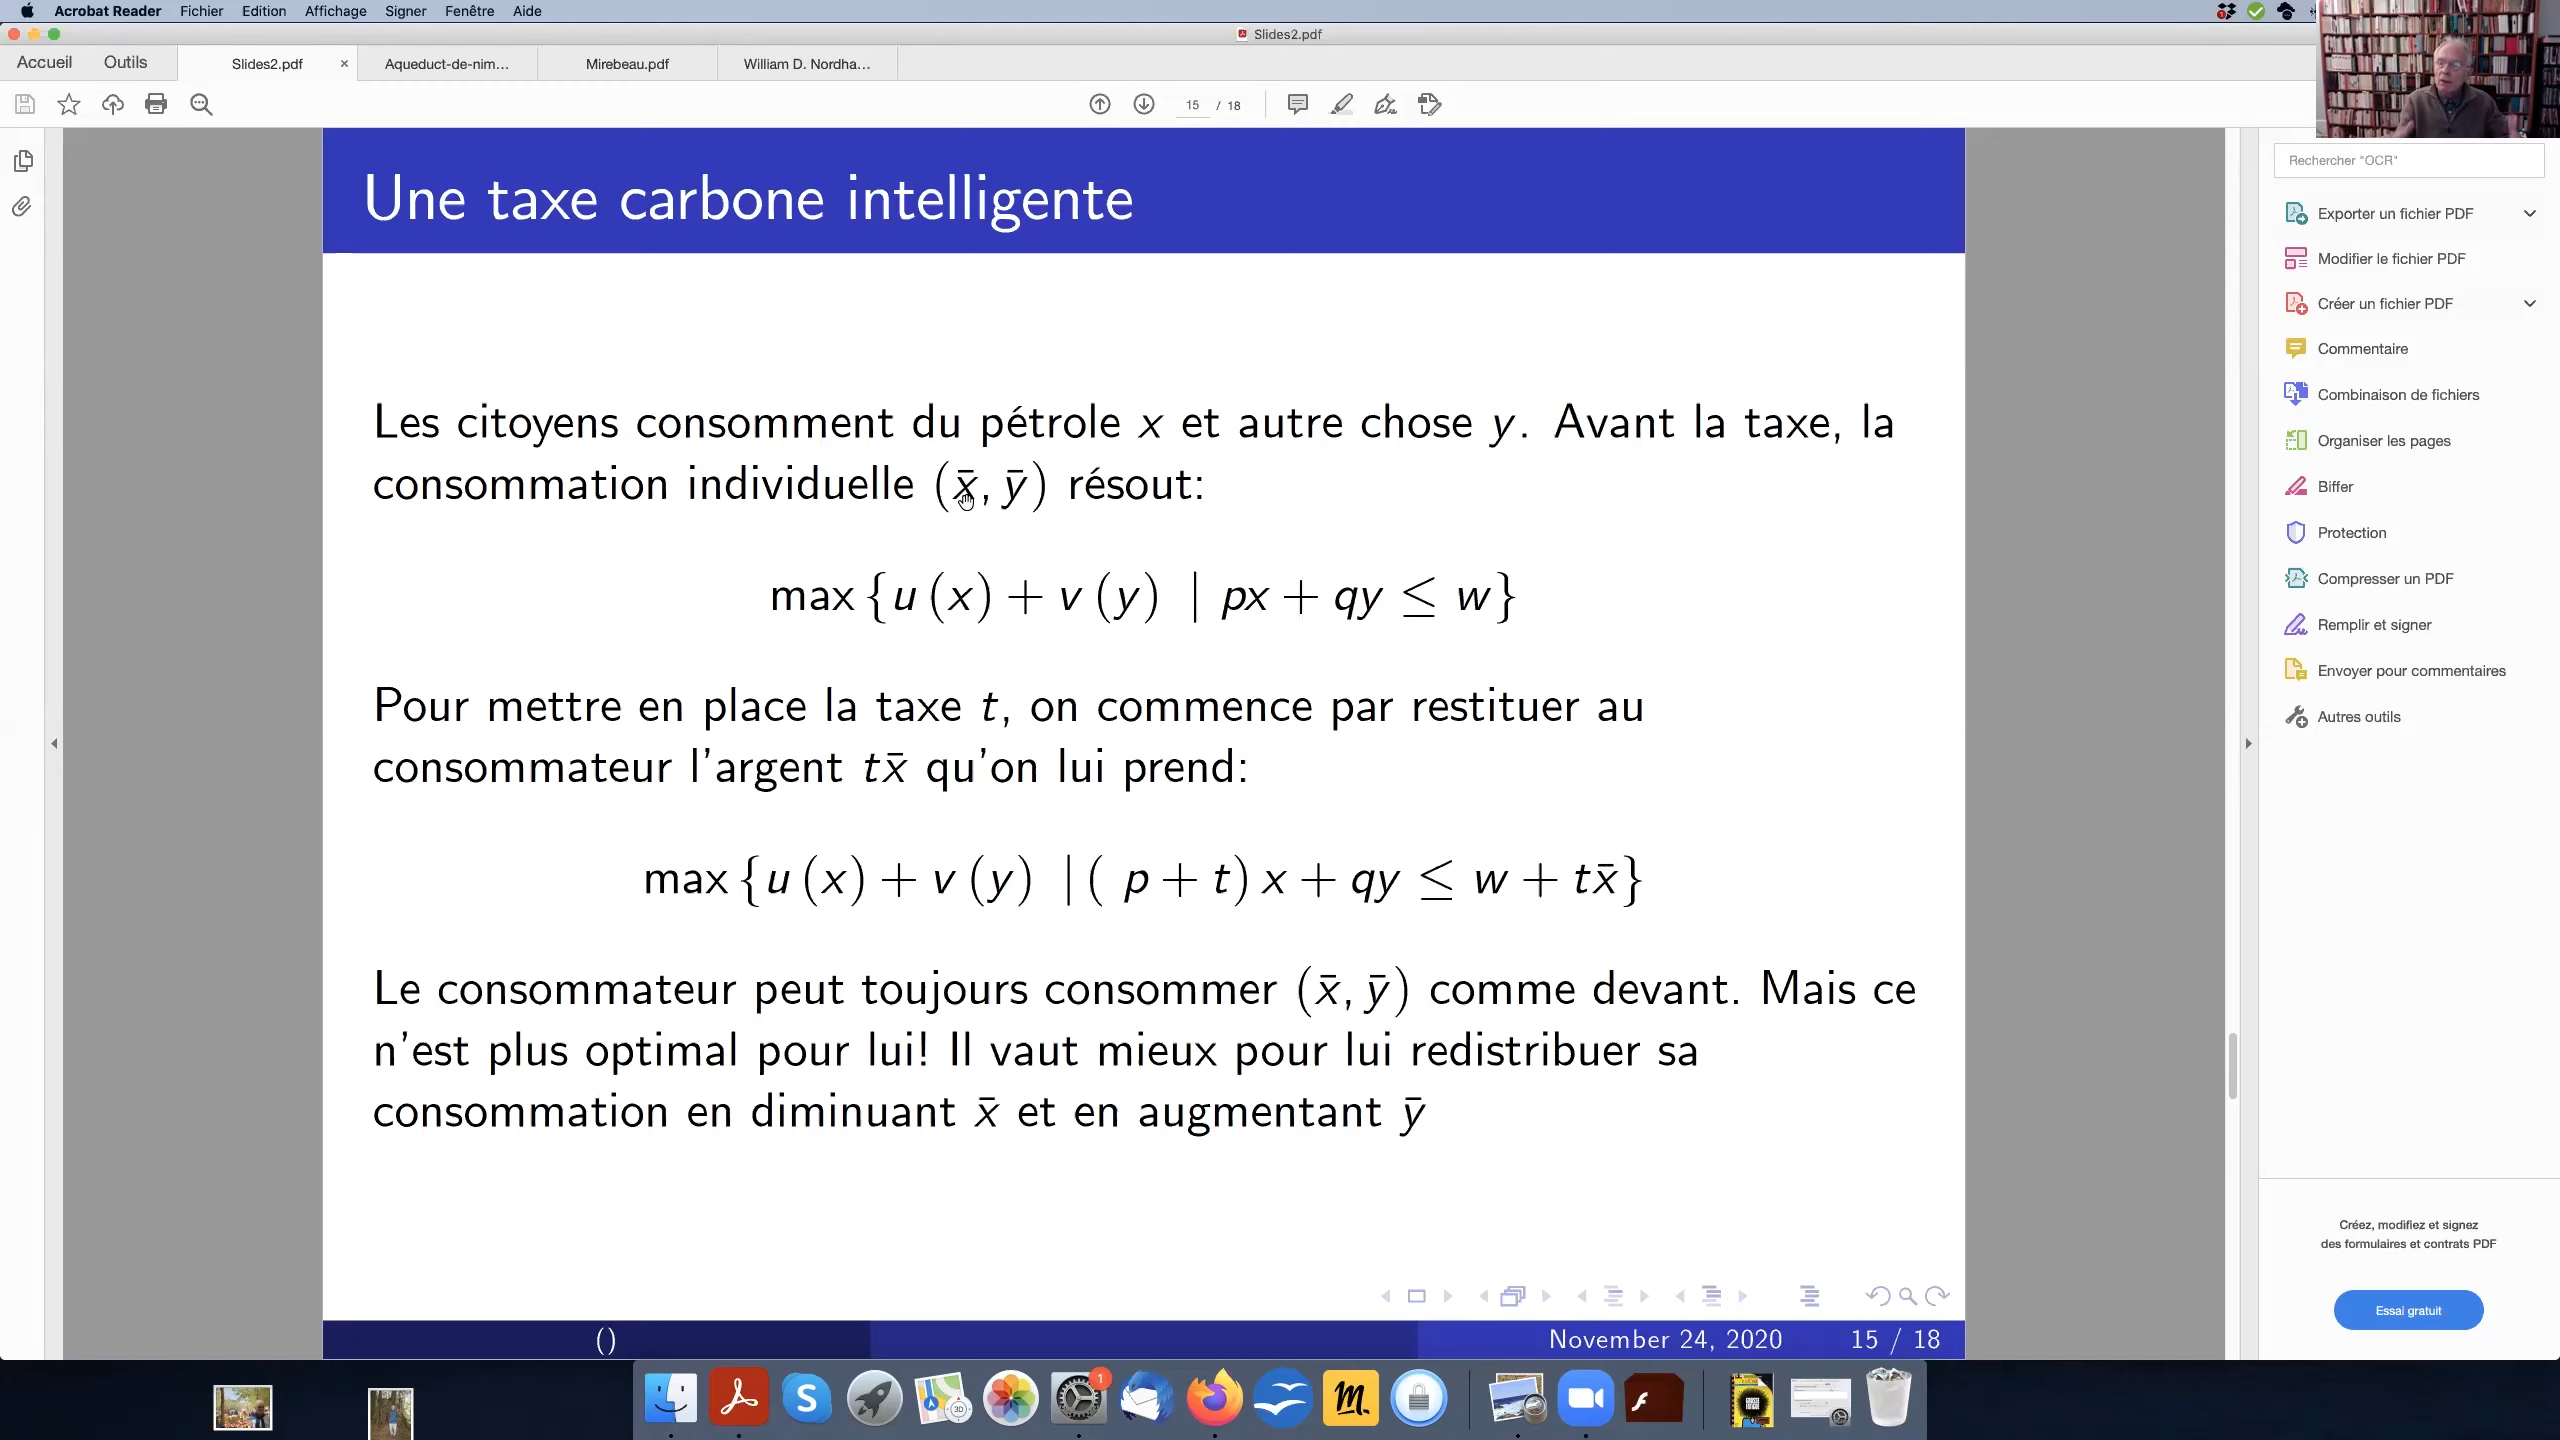 Acrobat Reader Fichier Edition Affichage Signer Fenêtre Aide
Slides2.pdf
Accueil Outils Slides2.pdf × Aqueduct-de-nim... Mirebeau.pdf William D. Nordha...
15 / 18
Rechercher "OCR"
Exporter un fichier PDF
Modifier le fichier PDF
Créer un fichier PDF
Commentaire
Combinaison de fichiers
Organiser les pages
Biffer
Protection
Compresser un PDF
Remplir et signer
Envoyer pour commentaires
Autres outils
Créez, modifiez et signez
des formulaires et contrats PDF
Essai gratuit
Une taxe carbone intelligente
Les citoyens consomment du pétrole x et autre chose y. Avant la taxe, la
consommation individuelle (x̄, ȳ) résout:
max {u (x) + v (y) | px + qy ≤ w}
Pour mettre en place la taxe t, on commence par restituer au
consommateur l'argent tx̄ qu'on lui prend:
max {u (x) + v (y) | ( p + t) x + qy ≤ w + tx̄}
Le consommateur peut toujours consommer (x̄, ȳ) comme devant. Mais ce
n'est plus optimal pour lui! Il vaut mieux pour lui redistribuer sa
consommation en diminuant x̄ et en augmentant ȳ
() November 24, 2020 15 / 18
S 3D 1 m.